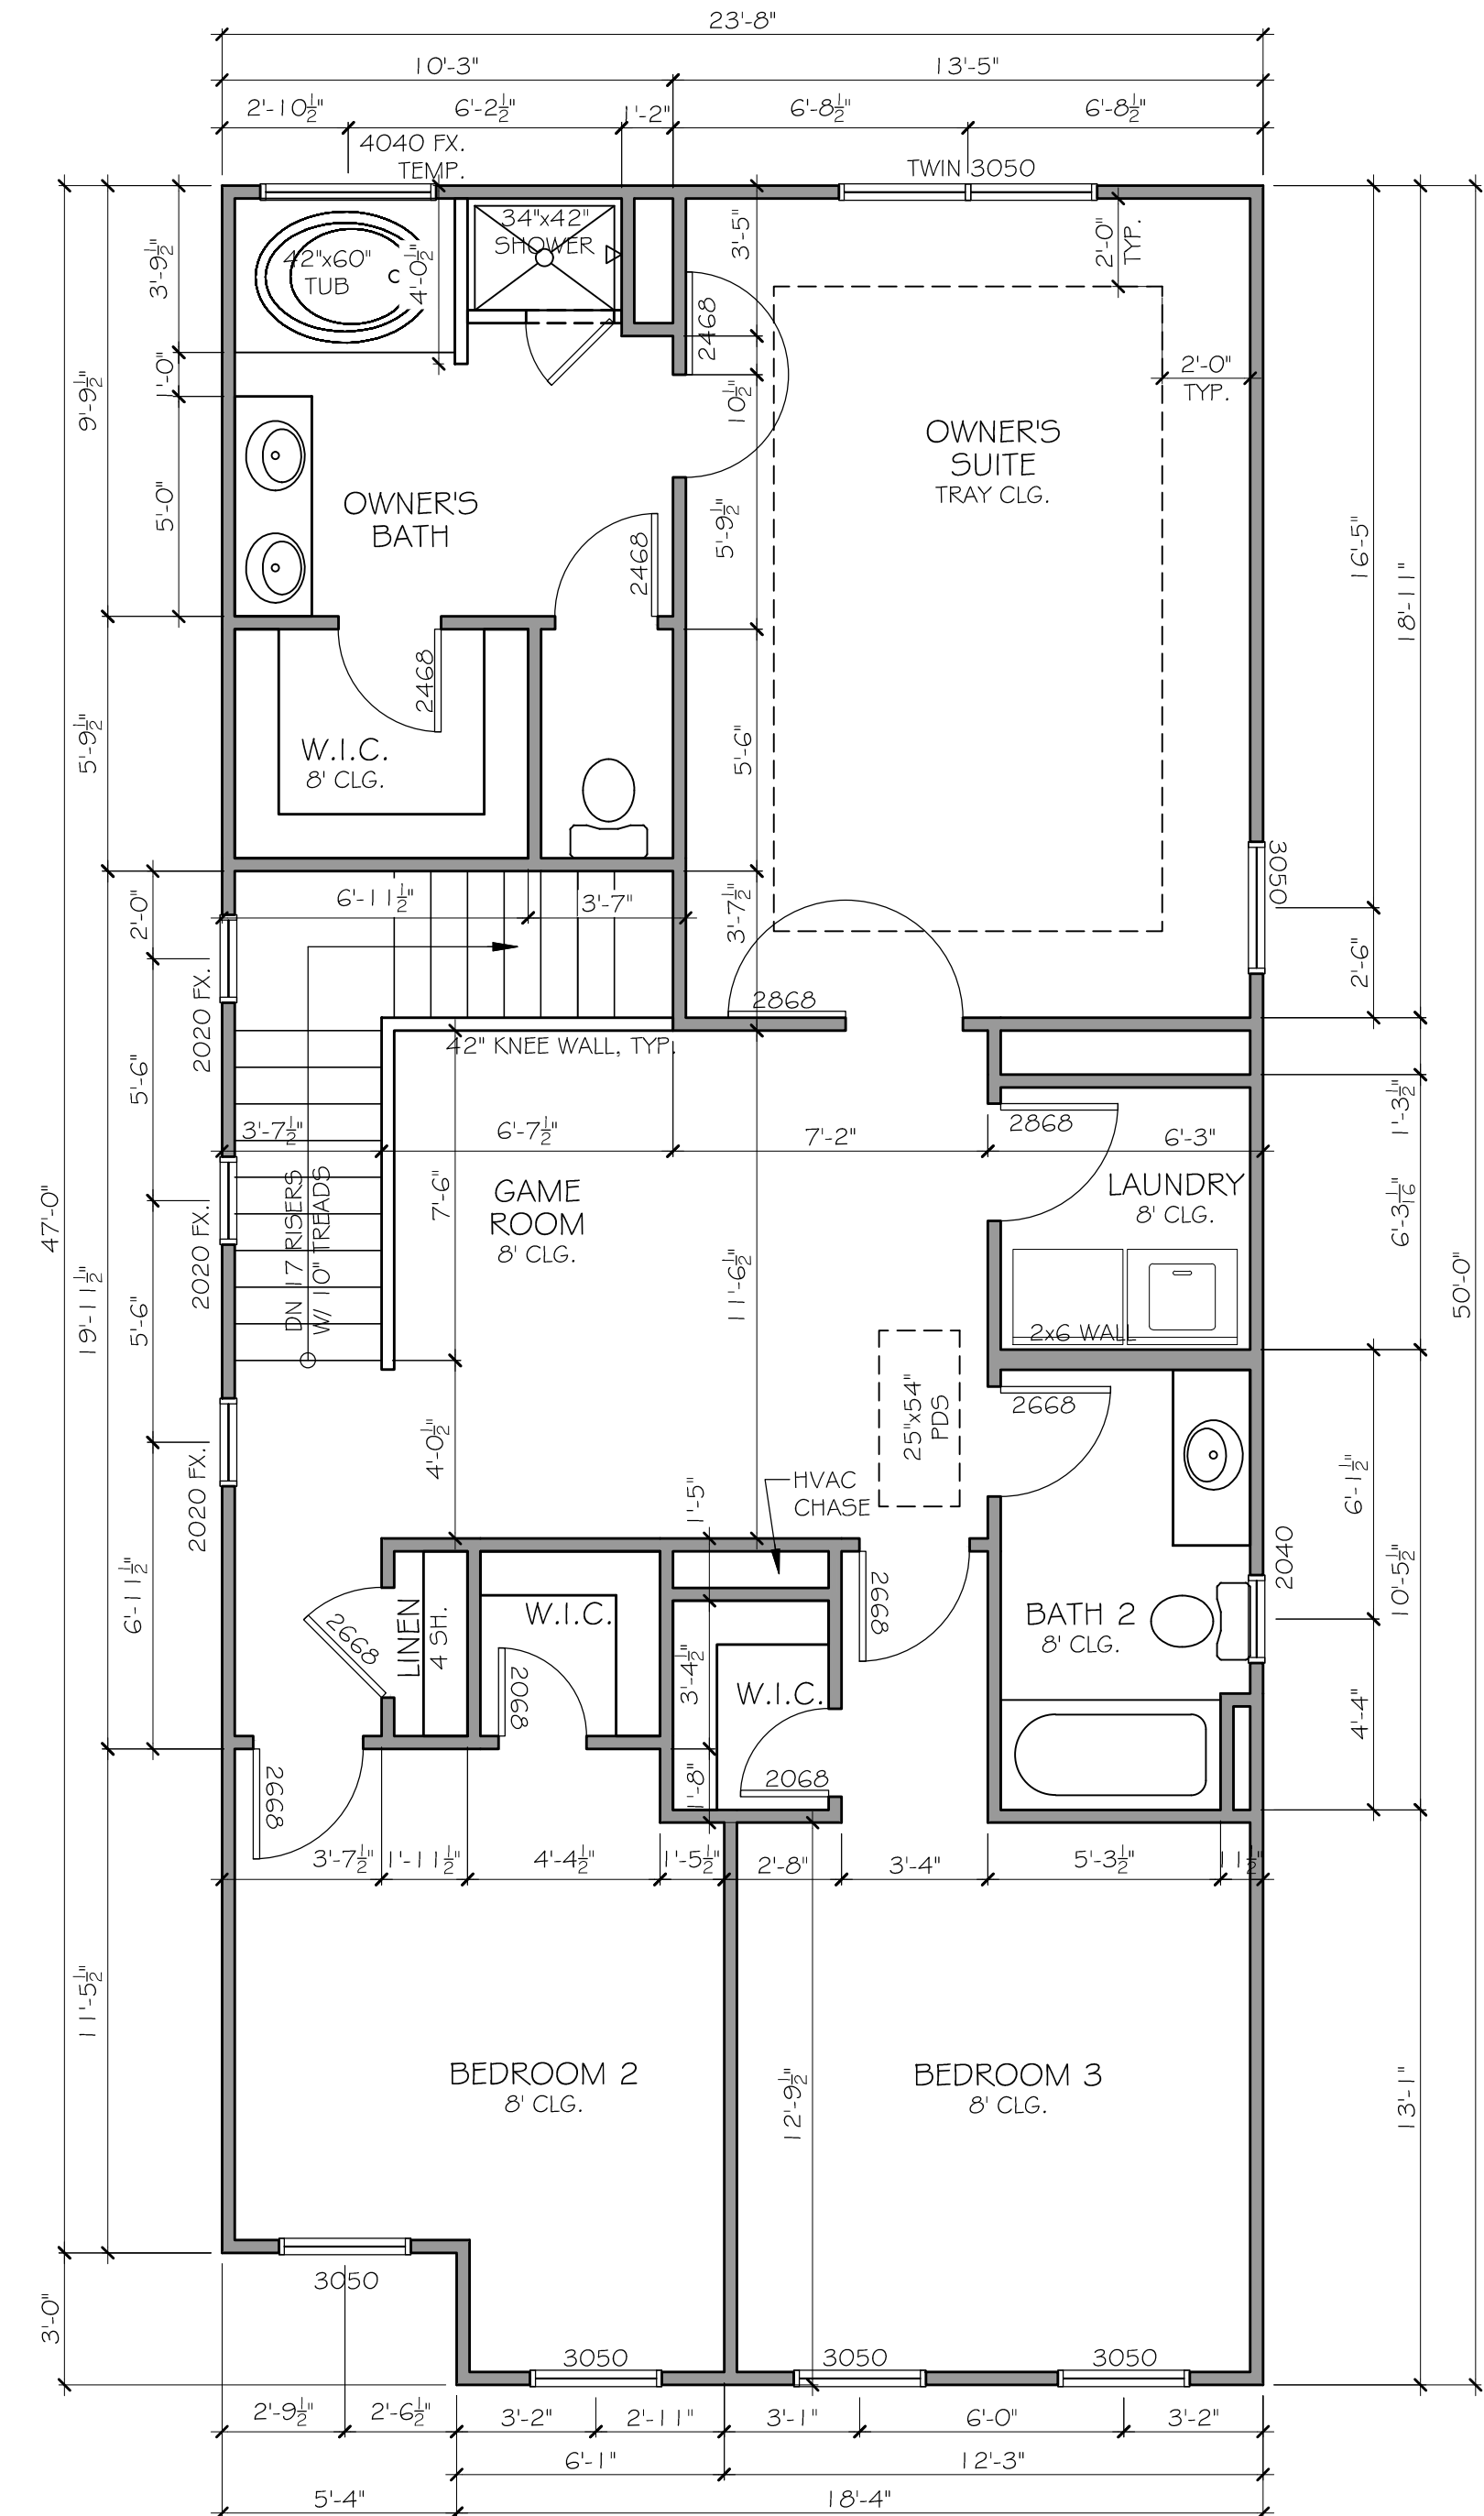 23'-8"
10'-3"
13'-5"
2'-10½"
6'-2½"
1'-2"
6'-8½"
6'-8½"
4040 FX.
TEMP.
TWIN 3050
34"x42"
SHOWER
42"x60"
TUB
4'-0½"
3'-5"
2'-0"
TYP.
3'-9½"
1'-0"
9'-9½"
5'-0"
2468
10½"
2'-0"
TYP.
OWNER'S
SUITE
TRAY CLG.
OWNER'S
BATH
2468
5'-9½"
16'-5"
18'-11"
2468
W.I.C.
8' CLG.
5'-9½"
5'-6"
3050
6'-11½"
3'-7"
3'-7½"
2'-0"
2'-6"
2868
2020 FX.
42" KNEE WALL, TYP.
5'-6"
3'-7½"
6'-7½"
7'-2"
6'-3"
2868
1'-3½"
LAUNDRY
8' CLG.
6'-3 3/16"
47'-0"
7'-6"
GAME
ROOM
8' CLG.
11'-6½"
DN 17 RISERS
W/ 10" TREADS
2020 FX.
19'-11½"
5'-6"
50'-0"
2x6 WALL
25"x54"
PDS
2668
4'-0½"
2020 FX.
1'-5"
HVAC
CHASE
6'-1½"
2040
10'-5½"
6'-11½"
2668
LINEN
4 SH.
W.I.C.
2068
2668
BATH 2
8' CLG.
3'-4½"
W.I.C.
4'-4"
2668
1'-8"
2068
3'-7½"
1'-11½"
4'-4½"
1'-5½"
2'-8"
3'-4"
5'-3½"
11½"
11'-5½"
BEDROOM 2
8' CLG.
12'-9½"
BEDROOM 3
8' CLG.
13'-1"
3050
3'-0"
3050
3050
3050
2'-9½"
2'-6½"
3'-2"
2'-11"
3'-1"
6'-0"
3'-2"
6'-1"
12'-3"
5'-4"
18'-4"